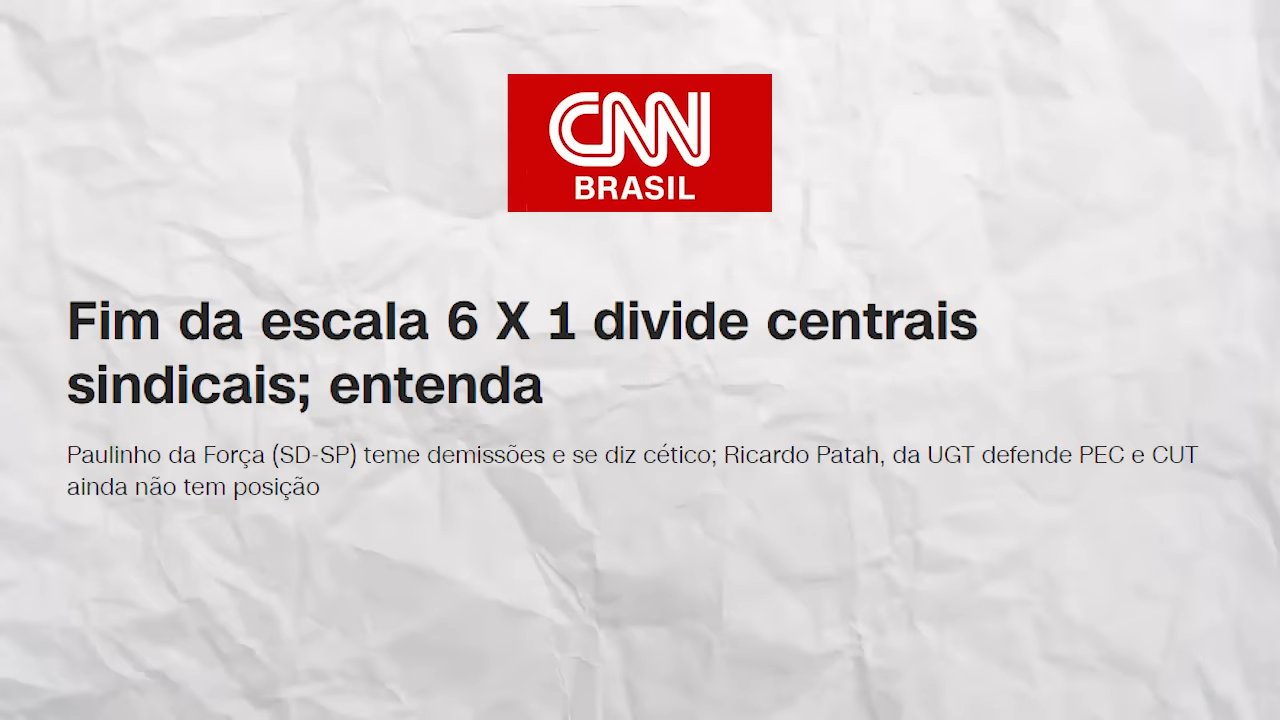 CNN
BRASIL
Fim da escala 6 X 1 divide centrais
sindicais; entenda
Paulinho da Força (SD-SP) teme demissões e se diz cético; Ricardo Patah, da UGT defende PEC e CUT
ainda não tem posição